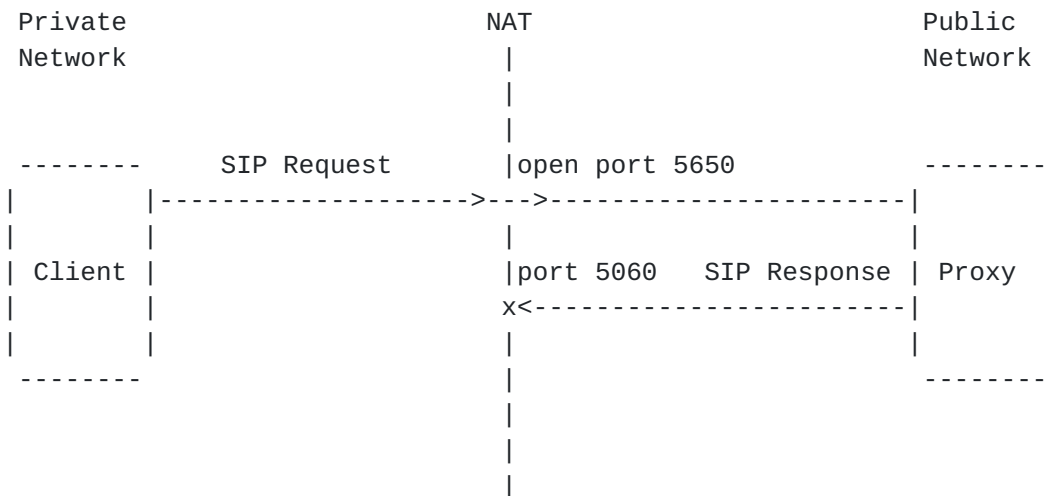 Private NAT Public
Network Network
SIP Request open port 5650
Client port 5060 SIP Response Proxy